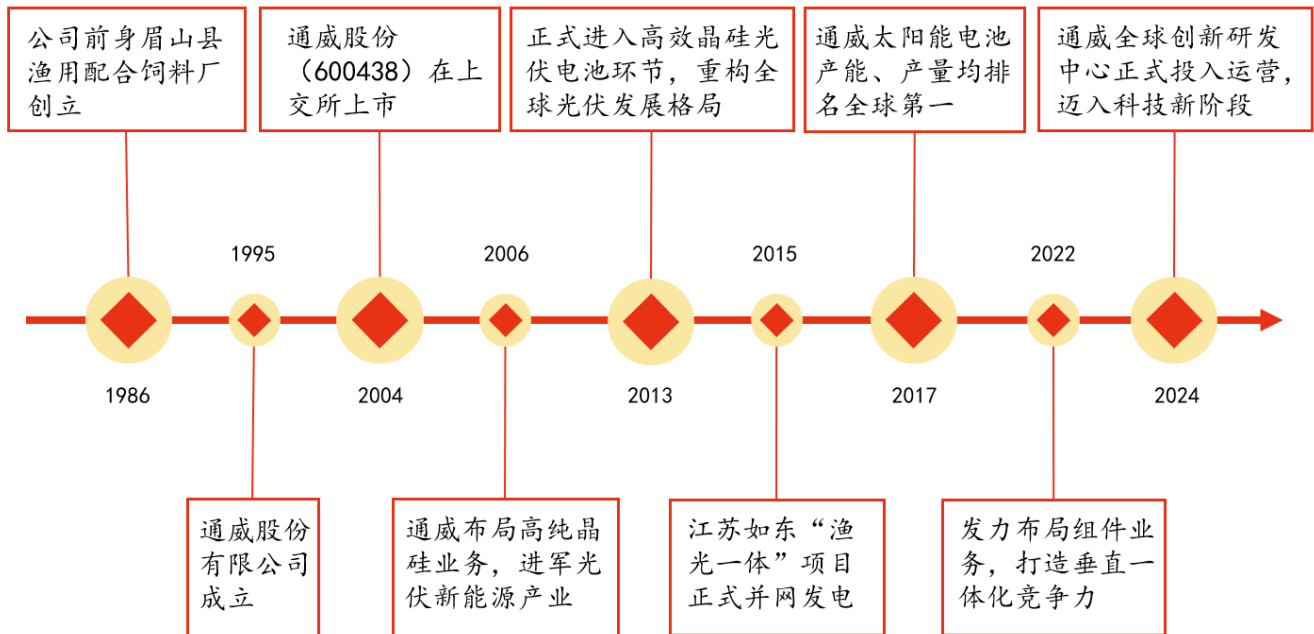 公司前身眉山县
渔用配合饲料厂
创立
通威股份
（600438）在上
交所上市
正式进入高效晶硅光
伏电池环节，重构全
球光伏发展格局
通威太阳能电池
产能、产量均排
名全球第一
通威全球创新研发
中心正式投入运营，
迈入科技新阶段
1995
2006
2015
2022
1986
2004
2013
2017
2024
通威股份
有限公司
成立
通威布局高纯晶
硅业务，进军光
伏新能源产业
江苏如东“渔
光一体”项目
正式并网发电
发力布局组件业
务，打造垂直一
体化竞争力